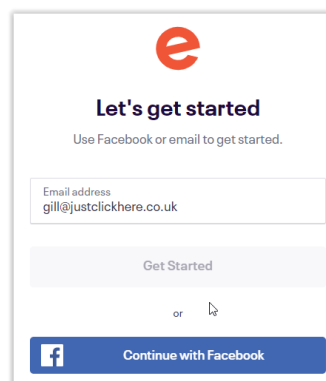 Let's get started
Use Facebook or email to get started.
Email address
gill@justclickhere.co.uk
Get Started
or
Continue with Facebook